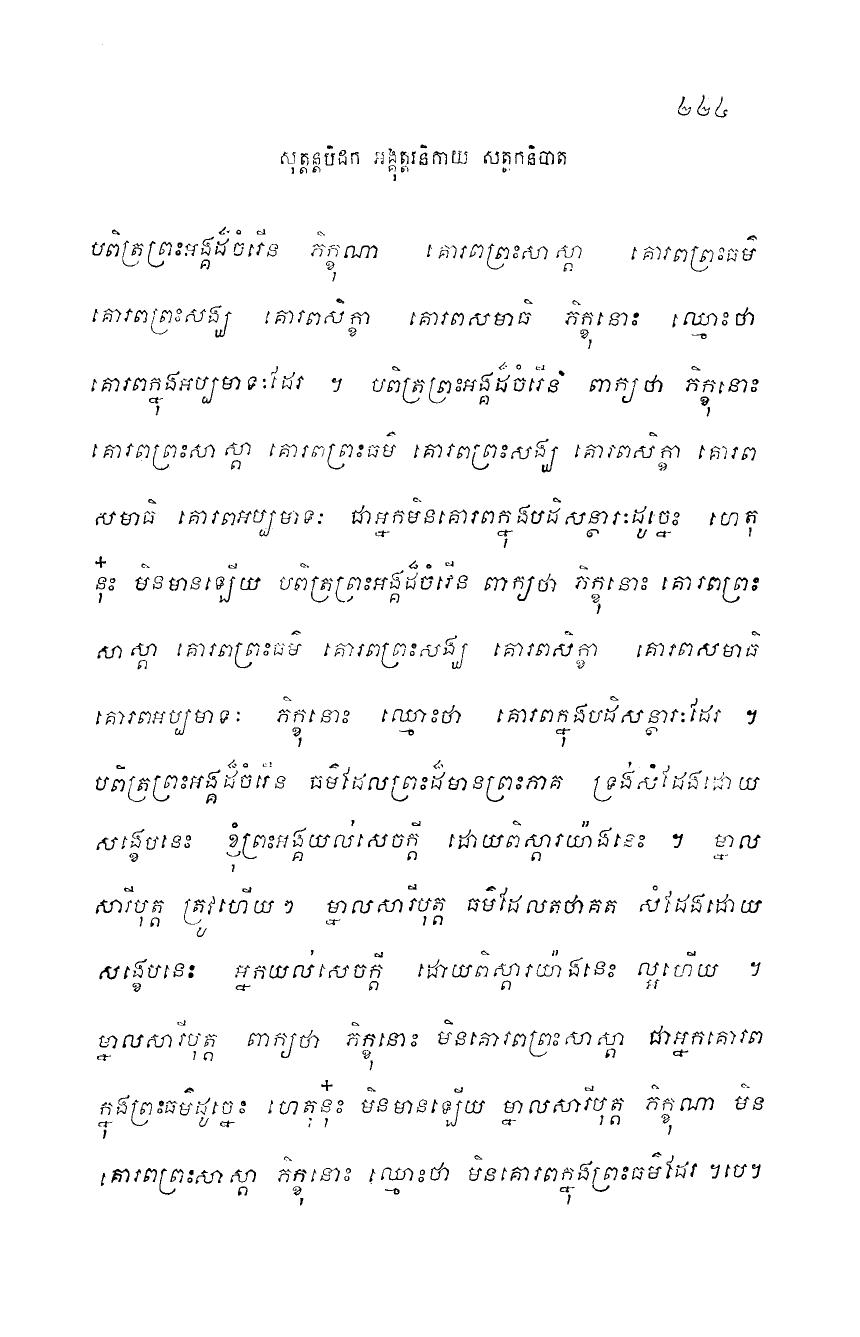 ២២៤
សុត្តន្តបិដក អង្គុត្តរនិកាយ សត្តកនិបាត
បពិត្រព្រះអង្គដ៏ចំរើន ភិក្ខុណា គោរពព្រះសាស្តា គោរពព្រះធម៌
គោរពព្រះសង្ឃ គោរពសិក្ខា គោរពសមាធិ ភិក្ខុនោះ ឈ្មោះថា
គោរពក្នុងអប្បមាទៈដែរ ។ បពិត្រព្រះអង្គដ៏ចំរើន ពាក្យថា ភិក្ខុនោះ
គោរពព្រះសាស្តា គោរពព្រះធម៌ គោរពព្រះសង្ឃ គោរពសិក្ខា គោរព
សមាធិ គោរពអប្បមាទៈ ជាអ្នកមិនគោរពក្នុងបដិសន្ថារៈដូច្នេះ ហេតុ
នុ៎ះ មិនមានឡើយ បពិត្រព្រះអង្គដ៏ចំរើន ពាក្យថា ភិក្ខុនោះ គោរពព្រះ
សាស្តា គោរពព្រះធម៌ គោរពព្រះសង្ឃ គោរពសិក្ខា គោរពសមាធិ
គោរពអប្បមាទៈ ភិក្ខុនោះ ឈ្មោះថា គោរពក្នុងបដិសន្ថារៈដែរ ។
បពិត្រព្រះអង្គដ៏ចំរើន ធម៌ដែលព្រះដ៏មានព្រះភាគ ទ្រង់សំដែងដោយ
សង្ខេបនេះ ខ្ញុំព្រះអង្គយល់សេចក្តី ដោយពិស្តារយ៉ាងនេះ ។ ម្នាល
សារីបុត្ត ត្រូវហើយៗ ម្នាលសារីបុត្ត ធម៌ដែលតថាគត សំដែងដោយ
សង្ខេបនេះ អ្នកយល់សេចក្តី ដោយពិស្តារយ៉ាងនេះ ល្អហើយ ។
ម្នាលសារីបុត្ត ពាក្យថា ភិក្ខុនោះ មិនគោរពព្រះសាស្តា ជាអ្នកគោរព
ក្នុងព្រះធម៌ដូច្នេះ ហេតុនុ៎ះ មិនមានឡើយ ម្នាលសារីបុត្ត ភិក្ខុណា មិន
គោរពព្រះសាស្តា ភិក្ខុនោះ ឈ្មោះថា មិនគោរពក្នុងព្រះធម៌ដែរ ។បេ។